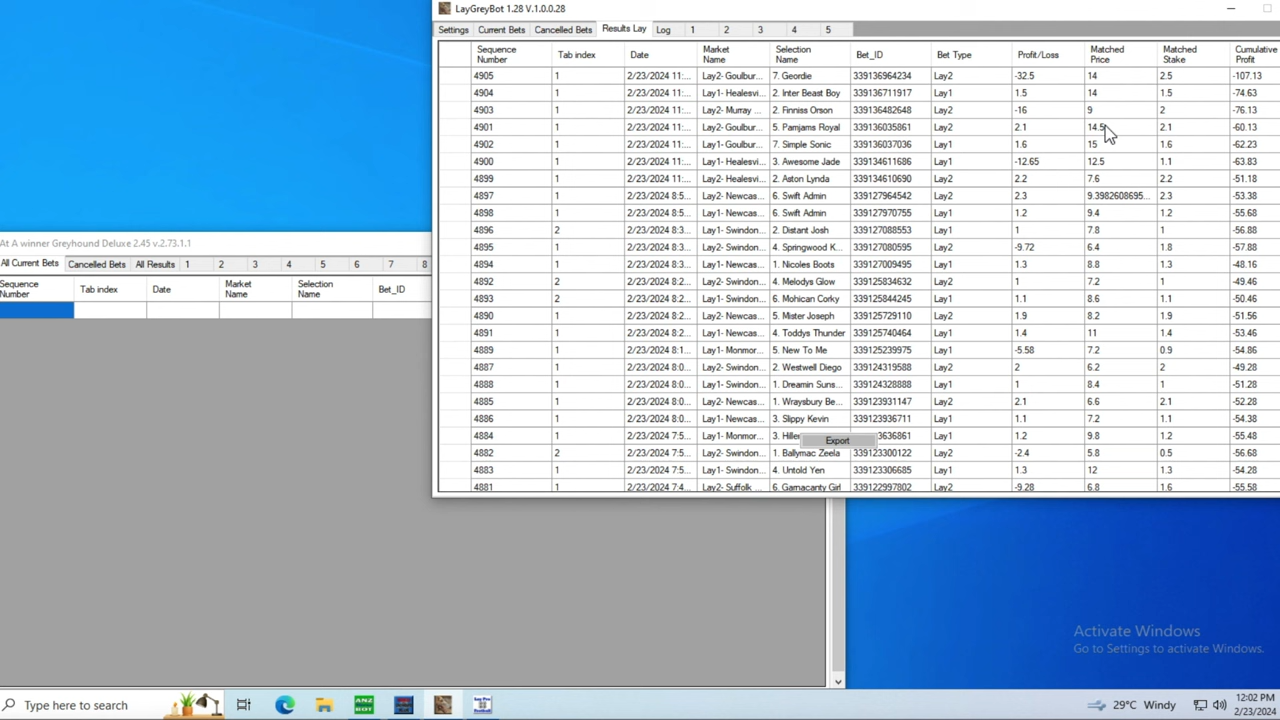 LayGreyBot 1.28 V.1.0.0.28
Settings Current Bets Cancelled Bets Results Lay Log 1 2 3 4 5
Sequence Number Tab index Date Market Name Selection Name Bet_ID Bet Type Profit/Loss Matched Price Matched Stake Cumulative Profit
4905 1 2/23/2024 11:... Lay2- Goulbur... 7. Geordie 339136964234 Lay2 -32.5 14 2.5 -107.13
4904 1 2/23/2024 11:... Lay1- Healesvi... 2. Inter Beast Boy 339136711917 Lay1 1.5 14 1.5 -74.63
4903 1 2/23/2024 11:... Lay2- Murray ... 2. Finniss Orson 339136482648 Lay2 -16 9 2 -76.13
4901 1 2/23/2024 11:... Lay2- Goulbur... 5. Pamjams Royal 339136035861 Lay2 2.1 14.5 2.1 -60.13
4902 1 2/23/2024 11:... Lay1- Goulbur... 7. Simple Sonic 339136037036 Lay1 1.6 15 1.6 -62.23
4900 1 2/23/2024 11:... Lay1- Healesvi... 3. Awesome Jade 339134611686 Lay1 -12.65 12.5 1.1 -63.83
4899 1 2/23/2024 11:... Lay2- Healesvi... 2. Aston Lynda 339134610690 Lay2 2.2 7.6 2.2 -51.18
4897 1 2/23/2024 8:5... Lay2- Newcas... 6. Swift Admin 339127964542 Lay2 2.3 9.3982608695... 2.3 -53.38
4898 1 2/23/2024 8:5... Lay1- Newcas... 6. Swift Admin 339127970755 Lay1 1.2 9.4 1.2 -55.68
4896 2 2/23/2024 8:3... Lay1- Swindon... 2. Distant Josh 339127088553 Lay1 1 7.8 1 -56.88
4895 1 2/23/2024 8:3... Lay2- Swindon... 4. Springwood K... 339127080595 Lay2 -9.72 6.4 1.8 -57.88
4894 1 2/23/2024 8:3... Lay1- Newcas... 1. Nicoles Boots 339127009495 Lay1 1.3 8.8 1.3 -48.16
4892 2 2/23/2024 8:2... Lay2- Swindon... 4. Melodys Glow 339125834632 Lay2 1 7.2 1 -49.46
4893 2 2/23/2024 8:2... Lay1- Swindon... 6. Mohican Corky 339125844245 Lay1 1.1 8.6 1.1 -50.46
4890 1 2/23/2024 8:2... Lay2- Newcas... 5. Mister Joseph 339125729110 Lay2 1.9 8.2 1.9 -51.56
4891 1 2/23/2024 8:2... Lay1- Newcas... 4. Toddys Thunder 339125740464 Lay1 1.4 11 1.4 -53.46
4889 1 2/23/2024 8:1... Lay1- Monmor... 5. New To Me 339125239975 Lay1 -5.58 7.2 0.9 -54.86
4887 1 2/23/2024 8:0... Lay2- Swindon... 2. Westwell Diego 339124319588 Lay2 2 6.2 2 -49.28
4888 1 2/23/2024 8:0... Lay1- Swindon... 1. Dreamin Suns... 339124328888 Lay1 1 8.4 1 -51.28
4885 1 2/23/2024 8:0... Lay2- Newcas... 1. Wraysbury Be... 339123931147 Lay2 2.1 6.6 2.1 -52.28
4886 1 2/23/2024 8:0... Lay1- Newcas... 3. Slippy Kevin 339123936711 Lay1 1.1 7.2 1.1 -54.38
4884 1 2/23/2024 7:5... Lay1- Monmor... 3. Hiller 3636861 Lay1 1.2 9.8 1.2 -55.48
Export
4882 2 2/23/2024 7:5... Lay2- Swindon... 1. Ballymac Zeela 339123300122 Lay2 -2.4 5.8 0.5 -56.68
4883 1 2/23/2024 7:5... Lay1- Swindon... 4. Untold Yen 339123306685 Lay1 1.3 12 1.3 -54.28
4881 1 2/23/2024 7:4... Lay2- Suffolk ... 6. Gamacanty Girl 339122997802 Lay2 -9.28 6.8 1.6 -55.58
At A winner Greyhound Deluxe 2.45 v.2.73.1.1
All Current Bets Cancelled Bets All Results 1 2 3 4 5 6 7 8
Sequence Number Tab index Date Market Name Selection Name Bet_ID
Activate Windows
Go to Settings to activate Windows.
Type here to search
ANZ BOT
Lay Pro Football
29°C Windy
12:02 PM
2/23/2024